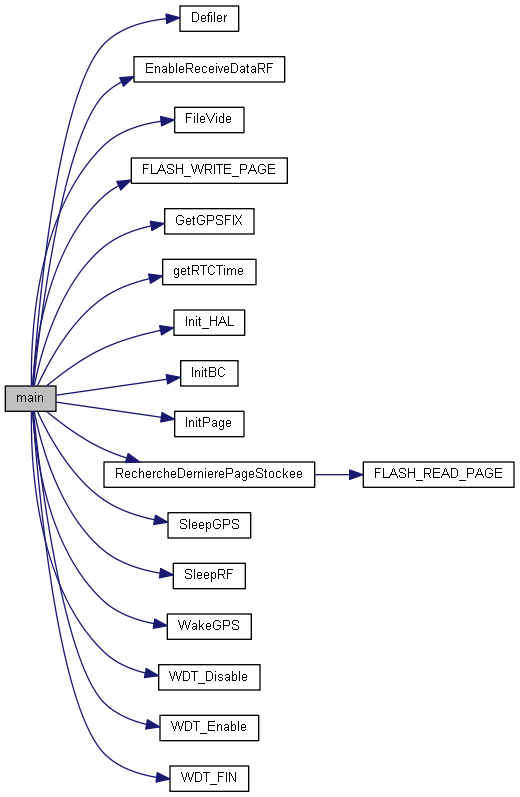 Defiler
EnableReceiveDataRF
FileVide
FLASH_WRITE_PAGE
GetGPSFIX
getRTCTime
Init_HAL
InitBC
main
InitPage
RechercheDernierePageStockee
FLASH_READ_PAGE
SleepGPS
SleepRF
WakeGPS
WDT_Disable
WDT_Enable
WDT_FIN